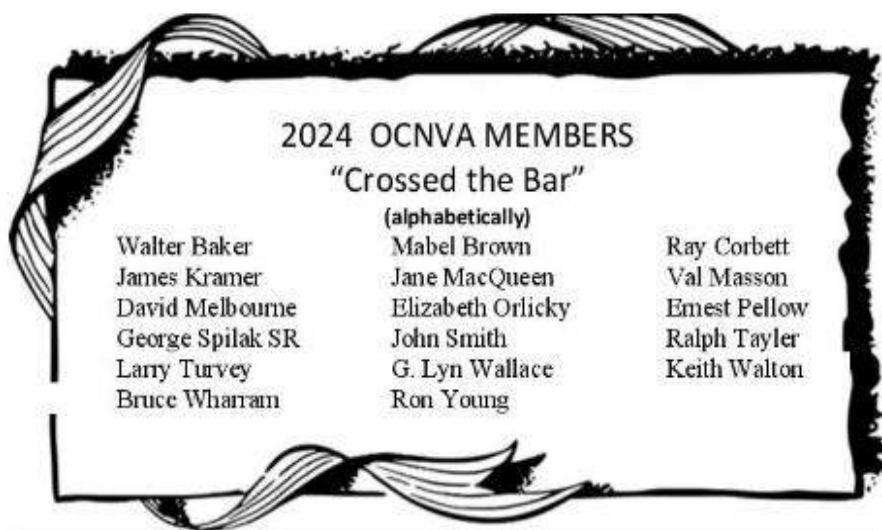 2024 OCNVA MEMBERS
“Crossed the Bar”
(alphabetically)
Walter Baker Mabel Brown Ray Corbett
James Kramer Jane MacQueen Val Masson
David Melbourne Elizabeth Orlicky Ernest Pellow
George Spilak SR John Smith Ralph Tayler
Larry Turvey G. Lyn Wallace Keith Walton
Bruce Wharram Ron Young